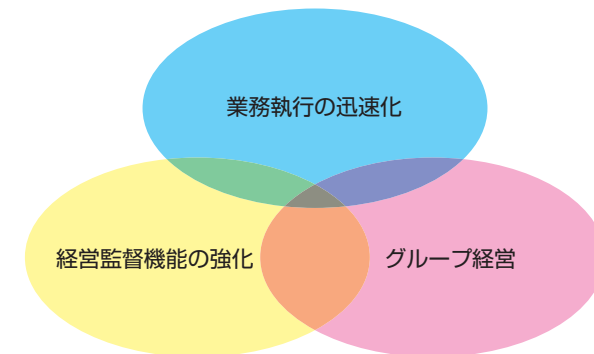 業務執行の迅速化
経営監督機能の強化
グループ経営